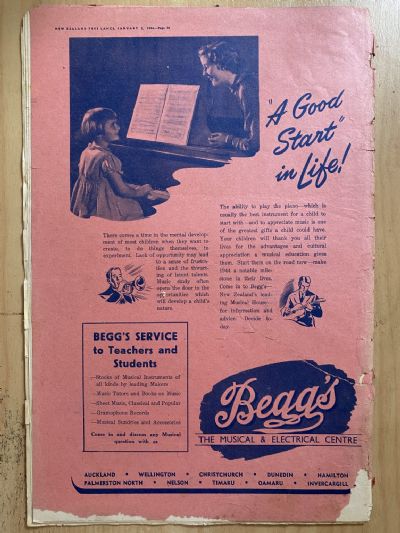 NEW ZEALAND FREE LANCE, JANUARY
"A Good
Start"
in Life!
There comes a time in the mental develop-
ment of most children when they want to
create, to do things themselves, to
experiment. Lack of opportunity may lead
to a sense of frustra-
tion and the thwart-
ing of latent talents.
Music study often
opens the door to the
opportunities which
will develop a child's
nature.
The ability to play the piano—which is
usually the best instrument for a child to
start with—and to appreciate music is one
of the greatest gifts a child could have.
Your children will thank you all their
lives for the advantages and cultural
appreciation a musical education gives
them. Start them on the road now—make
1944 a notable mile-
stone in their lives.
Come in to Begg's—
New Zealand's lead-
ing Musical House—
for information and
advice. Decide to-
day.
BEGG'S SERVICE
to Teachers and
Students
—Stocks of Musical Instruments of
all kinds by leading Makers
—Music Tutors and Books on Music
—Sheet Music, Classical and Popular
—Gramophone Records
—Musical Sundries and Accessories
Come in and discuss any Musical
question with us
Begg's
THE MUSICAL & ELECTRICAL CENTRE
AUCKLAND • WELLINGTON • CHRISTCHURCH • DUNEDIN • HAMILTON
PALMERSTON NORTH • NELSON • TIMARU • OAMARU • INVERCARGILL